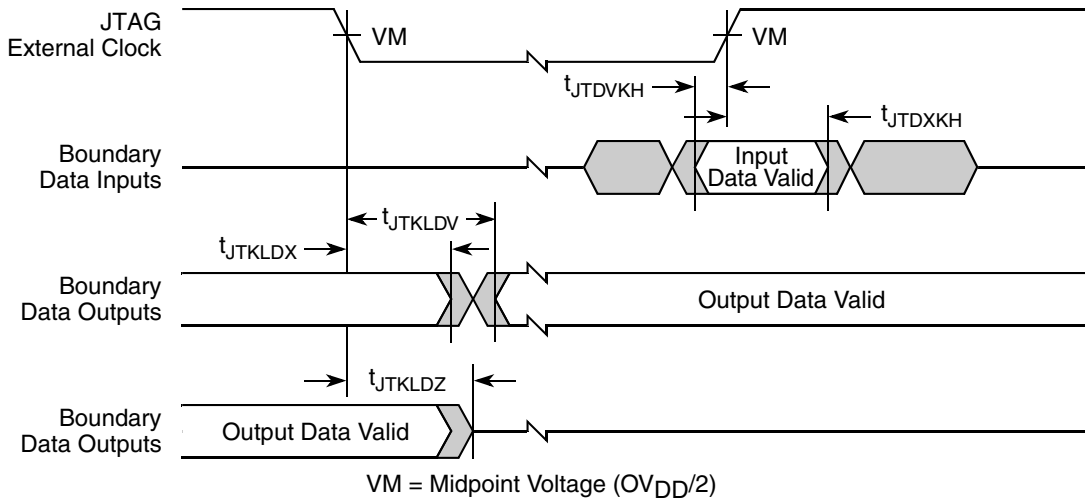 JTAG
External Clock
VM
VM
tJTDVKH
tJTDXKH
Boundary
Data Inputs
Input
Data Valid
tJTKLDV
tJTKLDX
Boundary
Data Outputs
Output Data Valid
tJTKLDZ
Boundary
Data Outputs
Output Data Valid
VM = Midpoint Voltage (OVDD/2)